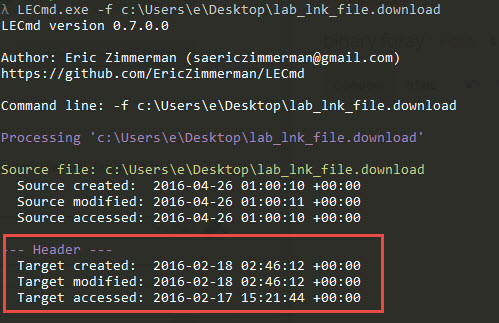 λ LECmd.exe -f c:\Users\e\Desktop\lab_lnk_file.download
LECmd version 0.7.0.0
Author: Eric Zimmerman (saericzimmerman@gmail.com)
https://github.com/EricZimmerman/LECmd
Command line: -f c:\Users\e\Desktop\lab_lnk_file.download
Processing 'c:\Users\e\Desktop\lab_lnk_file.download'
Source file: c:\Users\e\Desktop\lab_lnk_file.download
Source created:  2016-04-26 01:00:10 +00:00
Source modified: 2016-04-26 01:00:11 +00:00
Source accessed: 2016-04-26 01:00:10 +00:00
--- Header ---
Target created:  2016-02-18 02:46:12 +00:00
Target modified: 2016-02-18 02:46:12 +00:00
Target accessed: 2016-02-17 15:21:44 +00:00